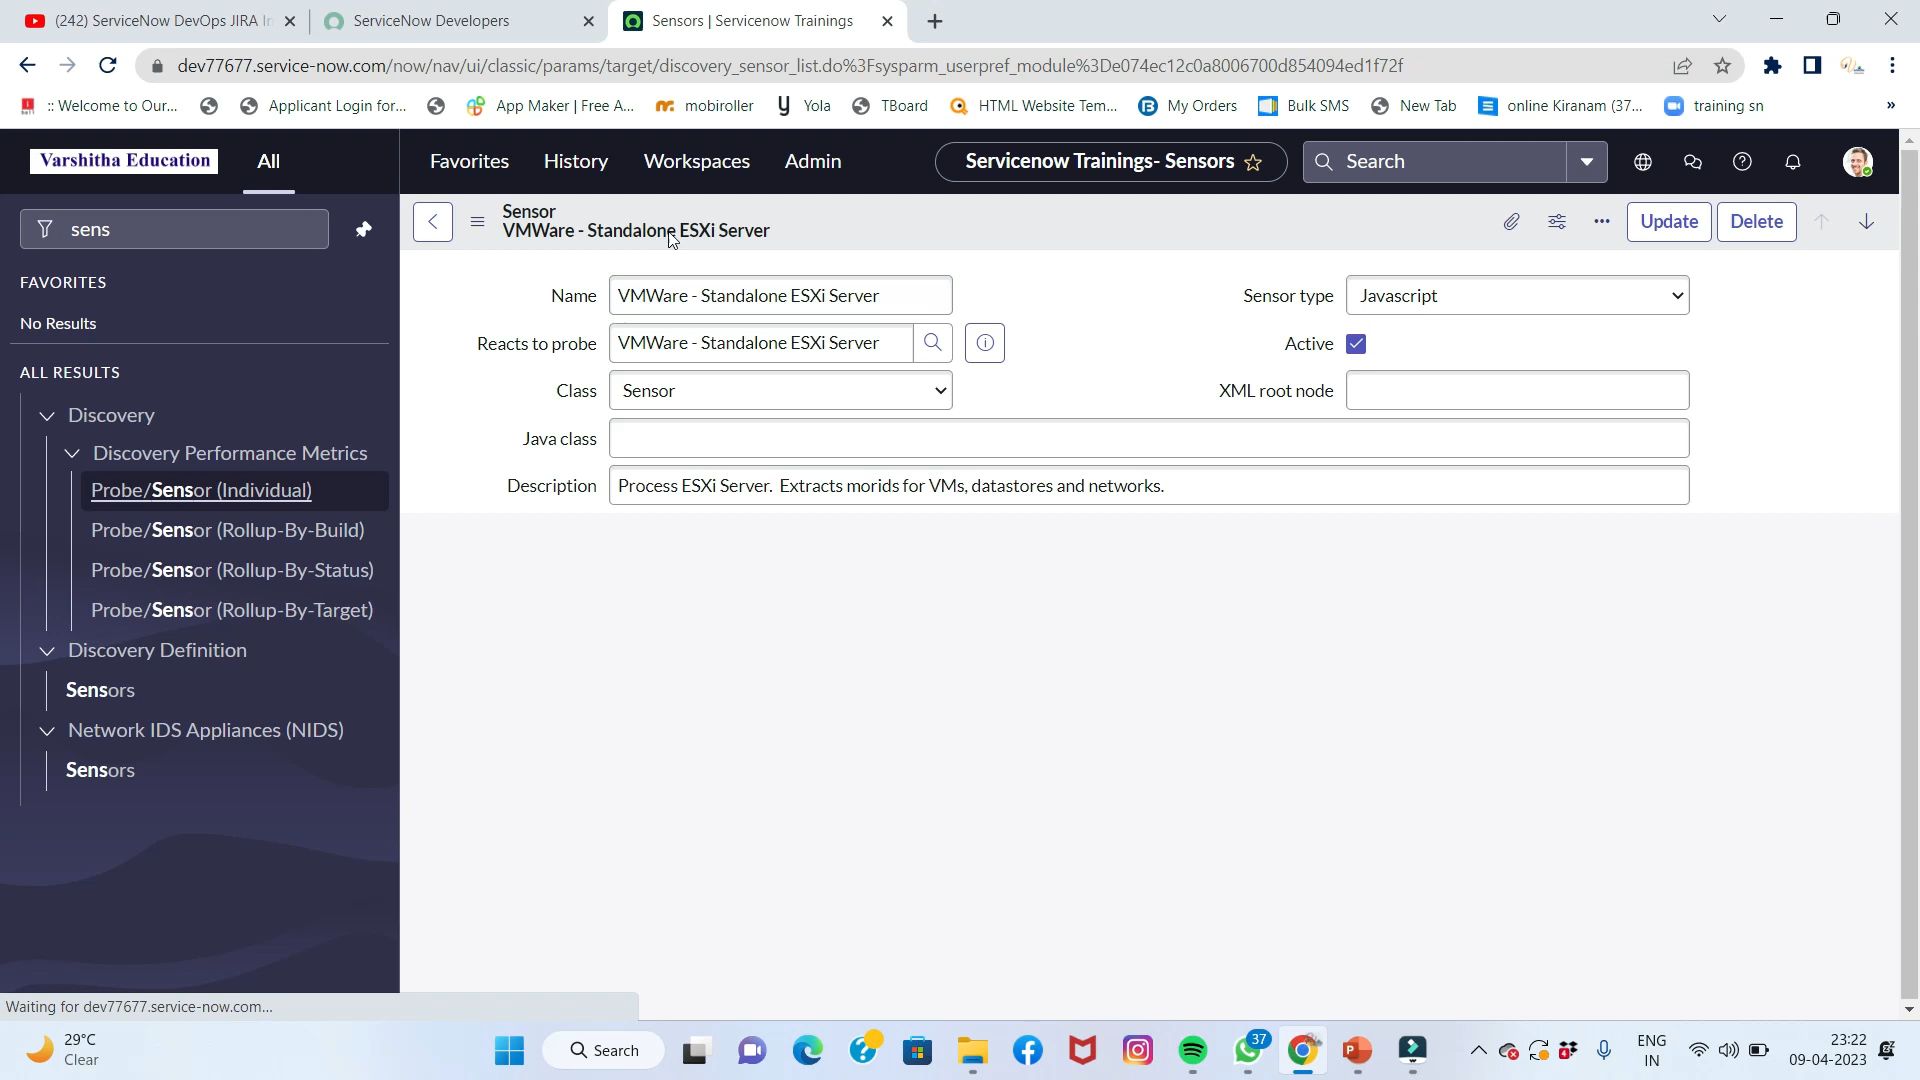 (242) ServiceNow DevOps JIRA In
ServiceNow Developers
Sensors | Servicenow Trainings
dev77677.service-now.com/now/nav/ui/classic/params/target/discovery_sensor_list.do%3Fsysparm_userpref_module%3De074ec12c0a8006700d854094ed1f72f
:: Welcome to Our...
Applicant Login for...
App Maker | Free A...
mobiroller
Yola
TBoard
HTML Website Tem...
My Orders
Bulk SMS
New Tab
online Kiranam (37...
training sn
»
Varshitha Education
All
Favorites
History
Workspaces
Admin
Servicenow Trainings- Sensors
Search
sens
FAVORITES
No Results
ALL RESULTS
Discovery
Discovery Performance Metrics
Probe/Sensor (Individual)
Probe/Sensor (Rollup-By-Build)
Probe/Sensor (Rollup-By-Status)
Probe/Sensor (Rollup-By-Target)
Discovery Definition
Sensors
Network IDS Appliances (NIDS)
Sensors
Sensor
VMWare - Standalone ESXi Server
Update
Delete
Name
VMWare - Standalone ESXi Server
Sensor type
Javascript
Reacts to probe
VMWare - Standalone ESXi Server
Active
Class
Sensor
XML root node
Java class
Description
Process ESXi Server. Extracts morids for VMs, datastores and networks.
Waiting for dev77677.service-now.com...
29°C
Clear
Search
37
ENG
IN
23:22
09-04-2023